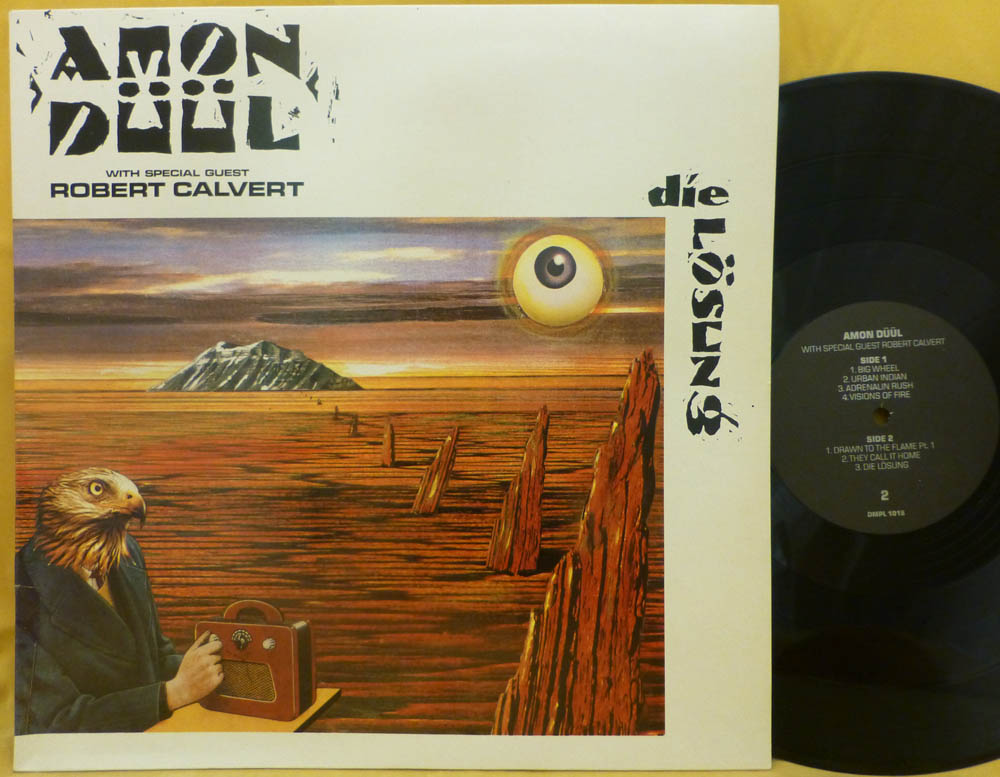 AMON
DÜÜL
WITH SPECIAL GUEST
ROBERT CALVERT
die
LÖSUNG
AMON DÜÜL
WITH SPECIAL GUEST ROBERT CALVERT
SIDE 1
1. BIG WHEEL
2. URBAN INDIAN
3. ADRENALIN RUSH
4. VISIONS OF FIRE
SIDE 2
1. DRAWN TO THE FLAME Pt. 1
2. THEY CALL IT HOME
3. DIE LÖSUNG
2
DMPL 1015